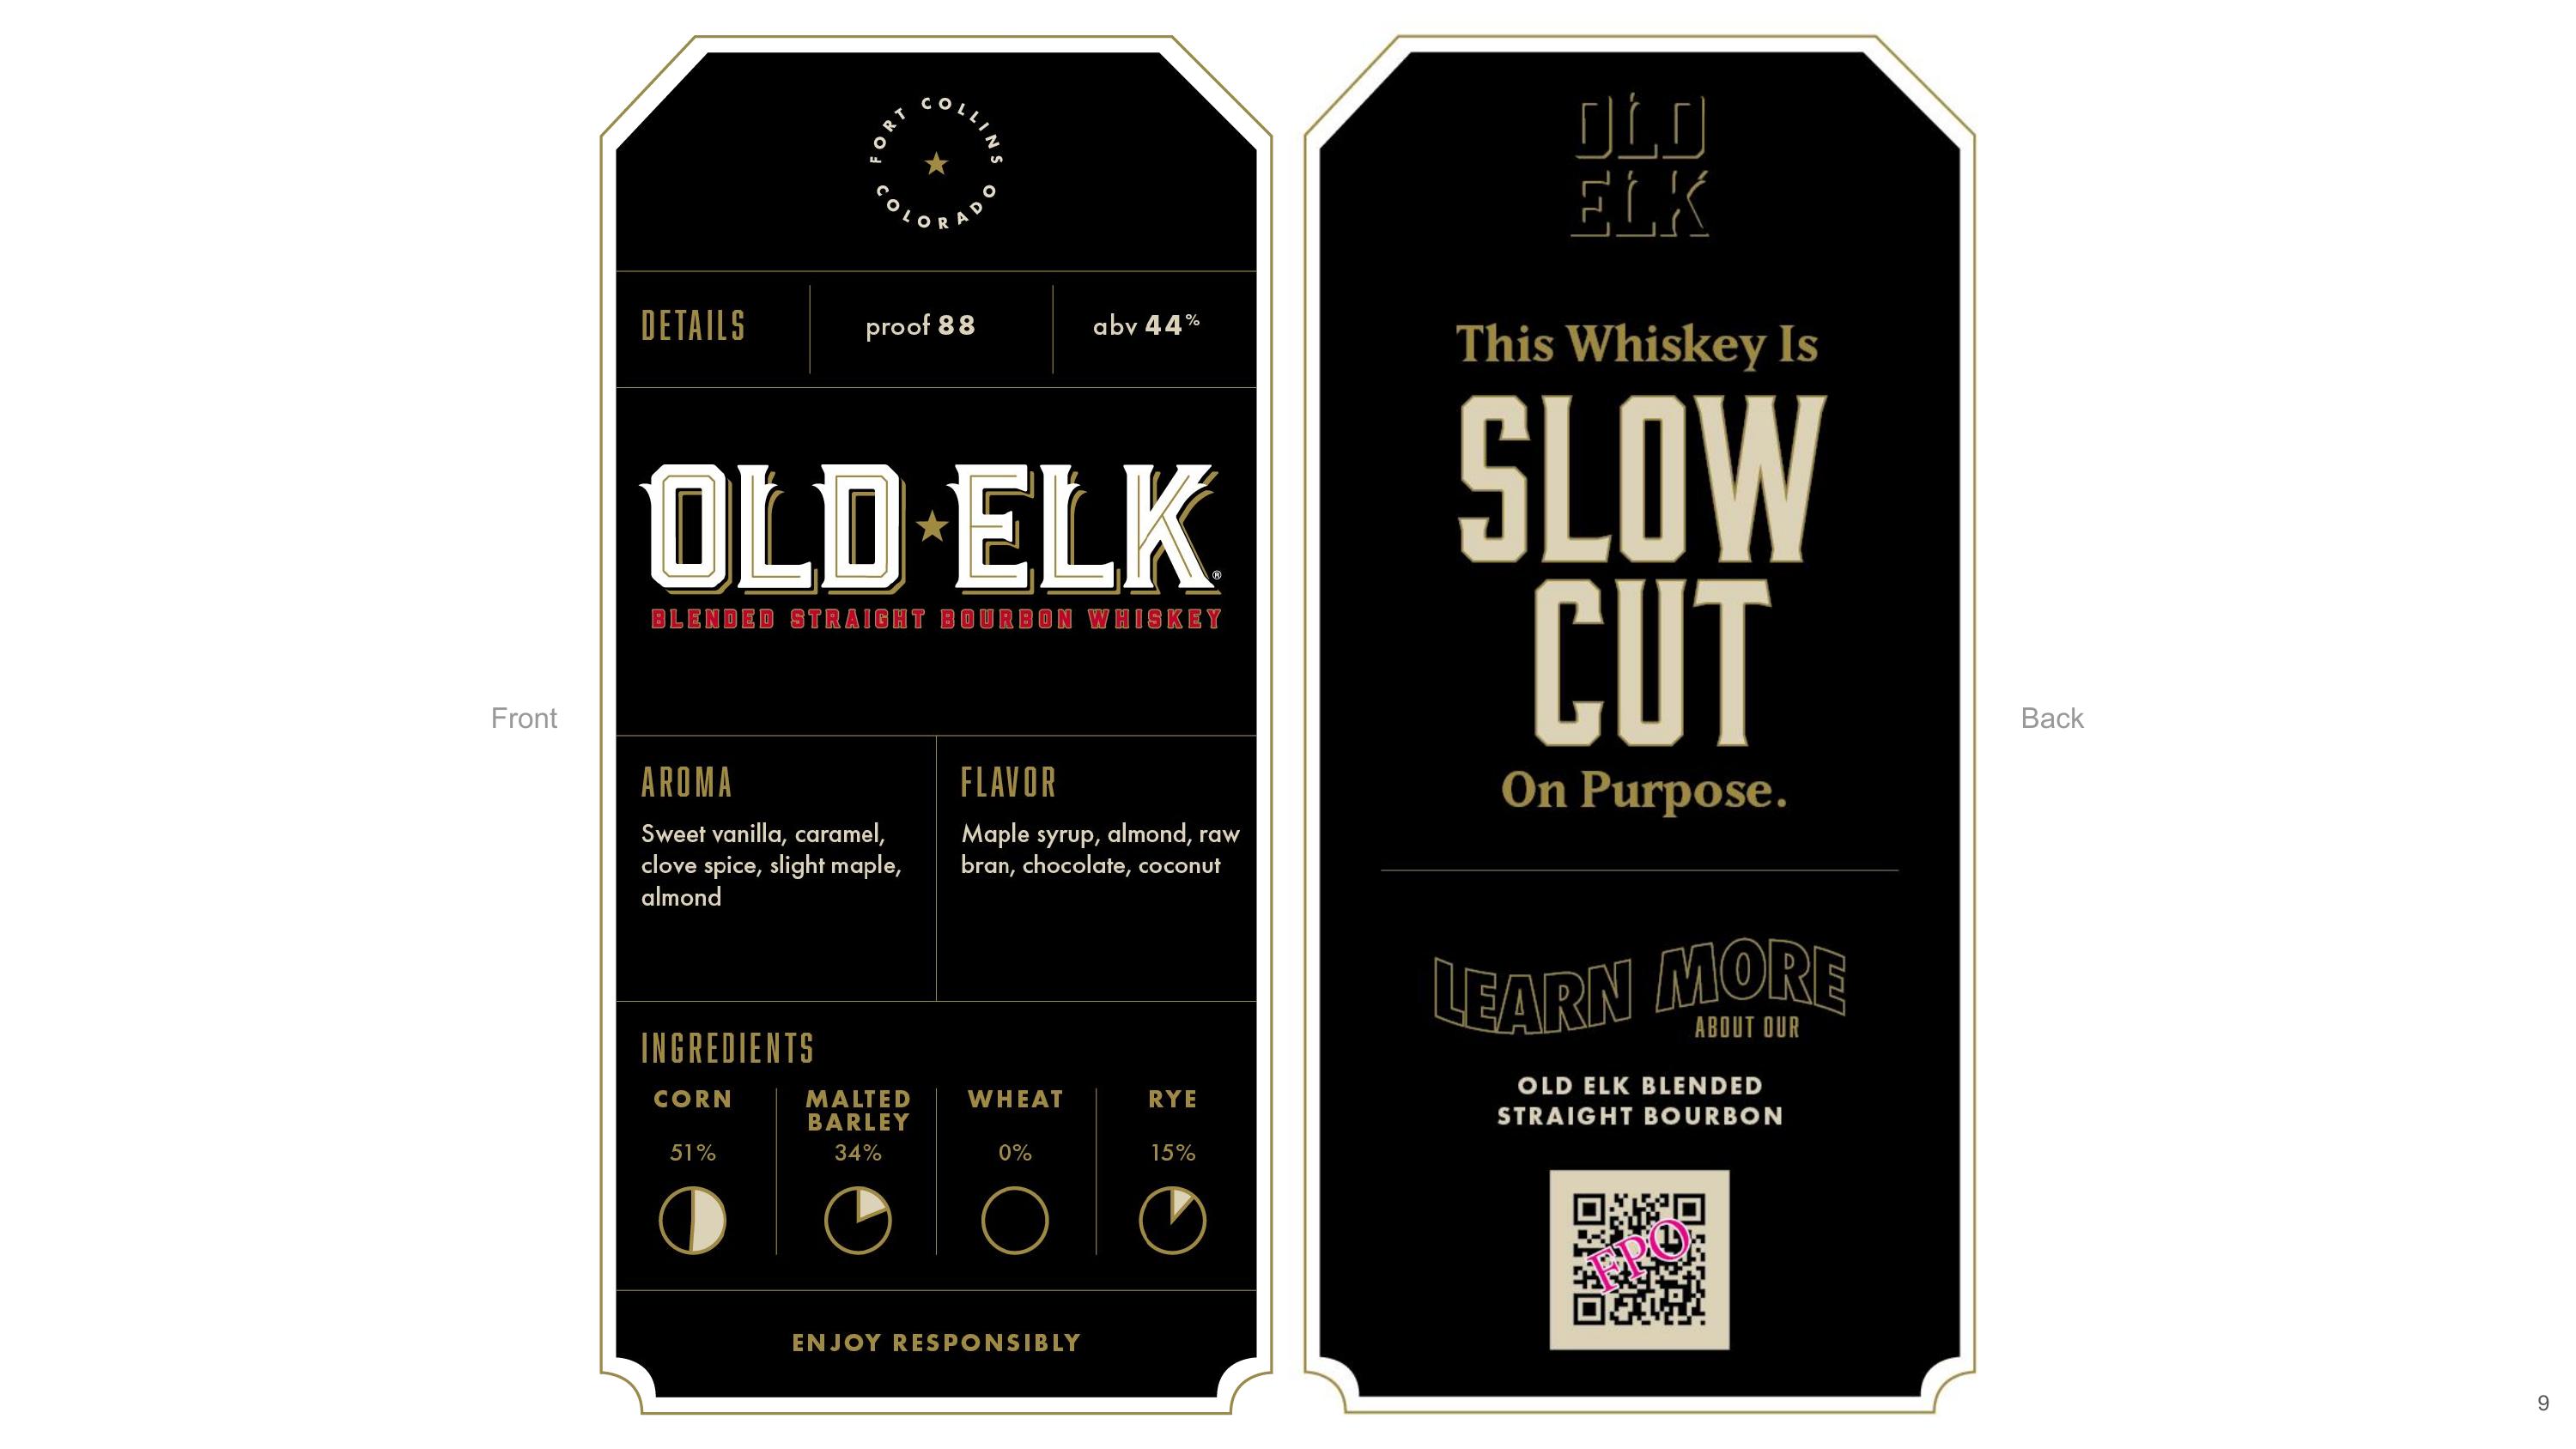 Front
FORT COLLINS
COLORADO
DETAILS
proof 88
abv 44%
OLD ELK®
BLENDED STRAIGHT BOURBON WHISKEY
AROMA
Sweet vanilla, caramel,
clove spice, slight maple,
almond
FLAVOR
Maple syrup, almond, raw
bran, chocolate, coconut
INGREDIENTS
CORN
51%
MALTED
BARLEY
34%
WHEAT
0%
RYE
15%
ENJOY RESPONSIBLY
OLD
ELK
This Whiskey Is
SLOW
CUT
On Purpose.
LEARN MORE
ABOUT OUR
OLD ELK BLENDED
STRAIGHT BOURBON
FPO
Back
9